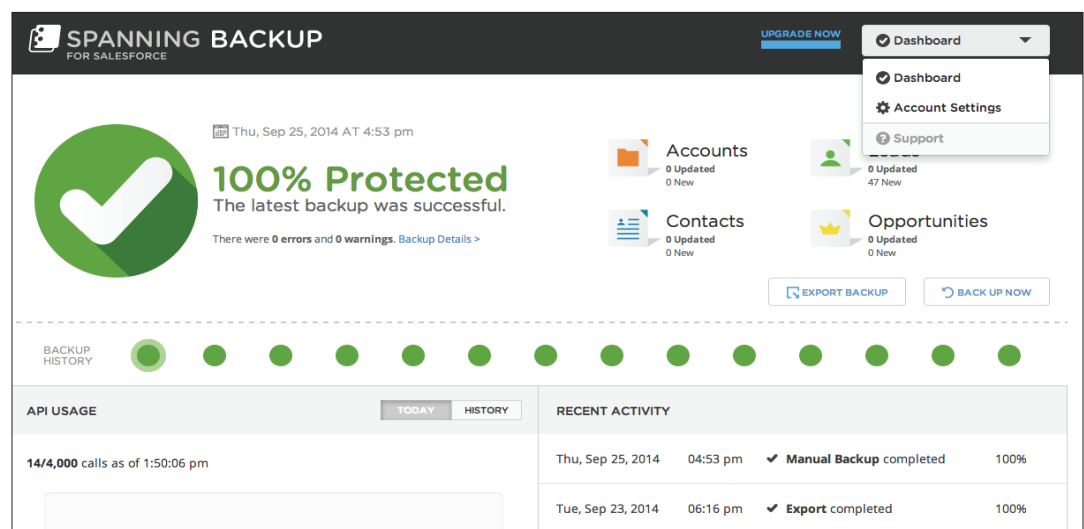 SPANNING BACKUP
FOR SALESFORCE
UPGRADE NOW
Dashboard
Dashboard
Account Settings
Support
Thu, Sep 25, 2014 AT 4:53 pm
100% Protected
The latest backup was successful.
There were 0 errors and 0 warnings. Backup Details >
Accounts
0 Updated
0 New
0 Updated
47 New
Contacts
0 Updated
0 New
Opportunities
0 Updated
0 New
EXPORT BACKUP
BACK UP NOW
BACKUP
HISTORY
API USAGE
TODAY
HISTORY
14/4,000 calls as of 1:50:06 pm
RECENT ACTIVITY
Thu, Sep 25, 2014 04:53 pm ✔ Manual Backup completed 100%
Tue, Sep 23, 2014 06:16 pm ✔ Export completed 100%